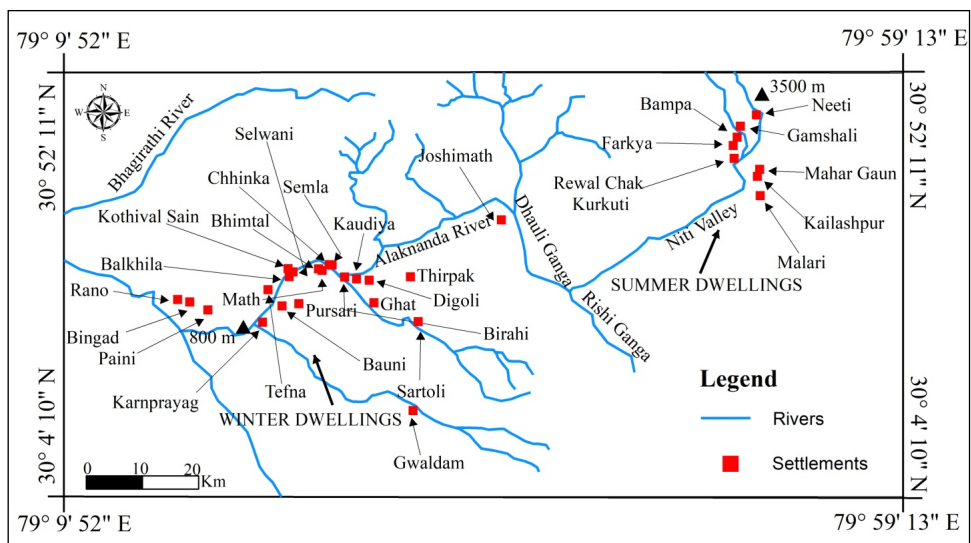 79° 9' 52" E
79° 59' 13" E
30° 52' 11" N
30° 52' 11" N
N
W
E
S
Bhagirathi River
3500 m
Neeti
Bampa
Gamshali
Farkya
Mahar Gaun
Rewal Chak
Kurkuti
Kailashpur
Malari
Niti Valley
SUMMER DWELLINGS
Selwani
Joshimath
Chhinka
Semla
Kothival Sain
Bhimtal
Kaudiya
Alaknanda River
Dhauli Ganga
Rishi Ganga
Balkhila
Thirpak
Rano
Math
Pursari
Ghat
Digoli
Bingad
800 m
Birahi
Paini
Bauni
Karnprayag
Tefna
Sartoli
WINTER DWELLINGS
Gwaldam
Legend
Rivers
Settlements
0 10 20
Km
30° 4' 10" N
30° 4' 10" N
79° 9' 52" E
79° 59' 13" E